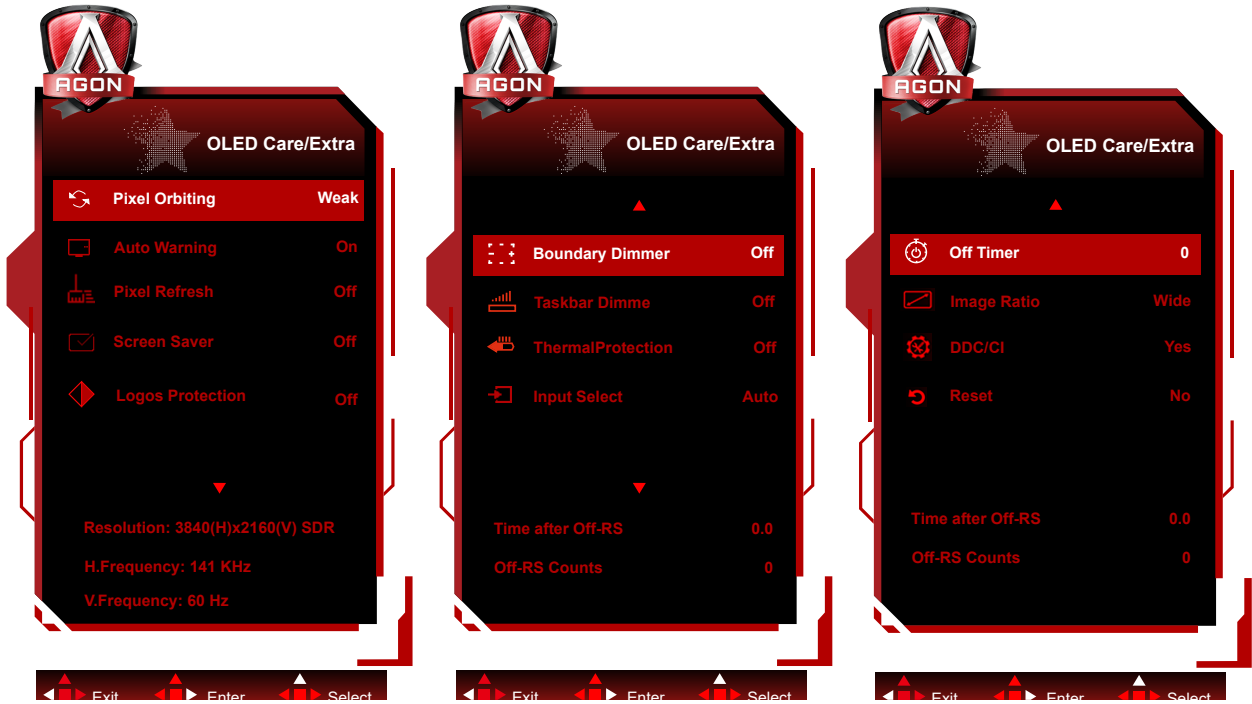 AGON
OLED Care/Extra
Pixel Orbiting Weak
Auto Warning On
Pixel Refresh Off
Screen Saver Off
Logos Protection Off
Resolution: 3840(H)x2160(V) SDR
H.Frequency: 141 KHz
V.Frequency: 60 Hz
Exit Enter Select
AGON
OLED Care/Extra
Boundary Dimmer Off
Taskbar Dimme Off
ThermalProtection Off
Input Select Auto
Time after Off-RS 0.0
Off-RS Counts 0
Exit Enter Select
AGON
OLED Care/Extra
Off Timer 0
Image Ratio Wide
DDC/CI Yes
Reset No
Time after Off-RS 0.0
Off-RS Counts 0
Exit Enter Select